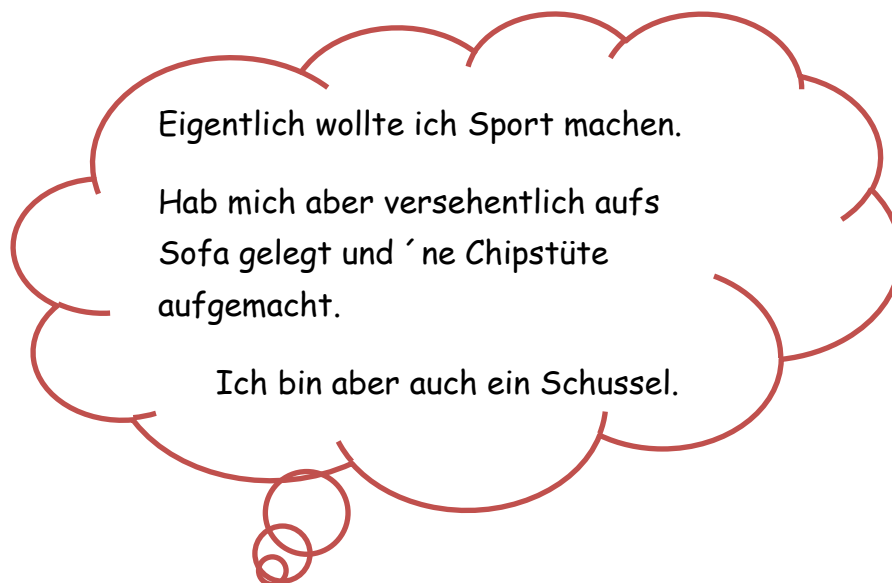 Eigentlich wollte ich Sport machen.
Hab mich aber versehentlich aufs
Sofa gelegt und ´ne Chipstüte
aufgemacht.
Ich bin aber auch ein Schussel.